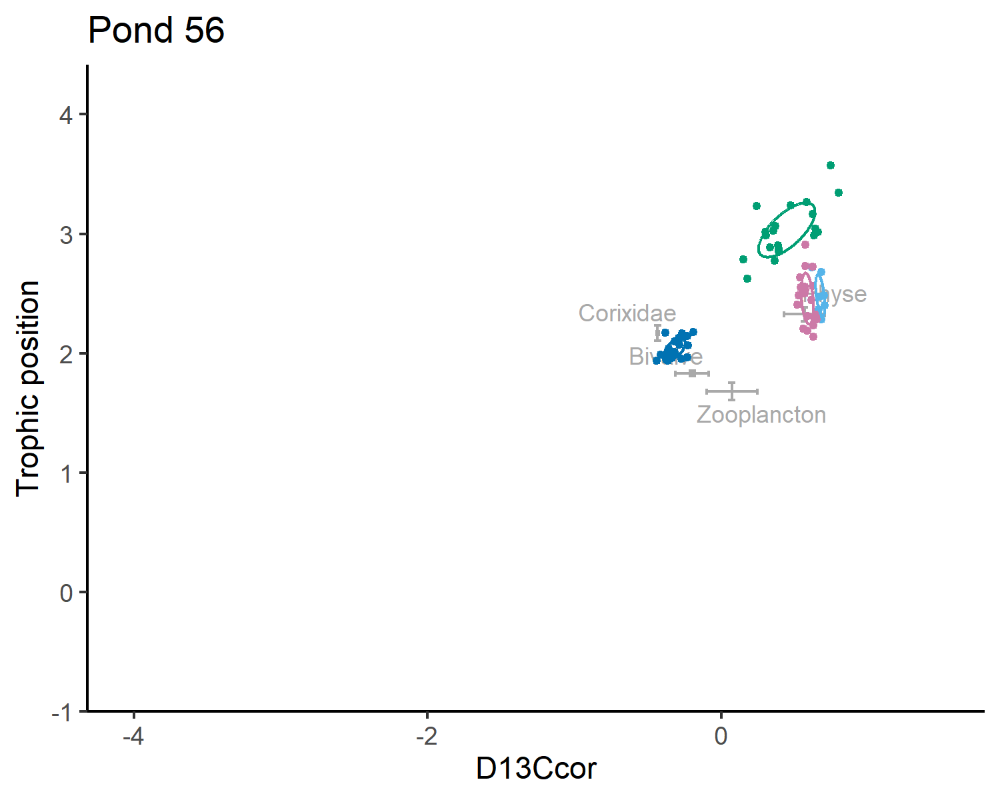 Pond 56
Trophic position
4
3
2
1
0
-1
Corixidae
Zooplancton
-4
-2
0
D13Ccor